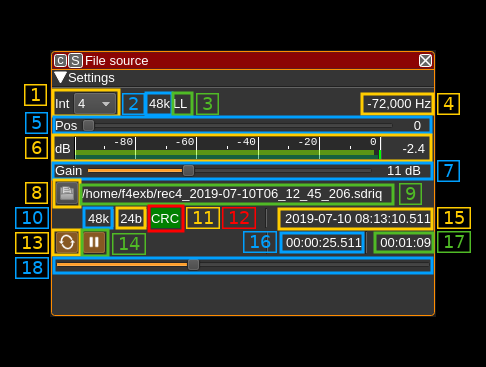 C S File source X
Settings
1 Int 4 2 48k LL 3 -72,000 Hz 4
5 Pos 0
6 dB -80 -60 -40 -20 0 -2.4
Gain 11 dB 7
8 /home/f4exb/rec4_2019-07-10T06_12_45_206.sdriq 9
10 48k 24b CRC 11 12 2019-07-10 08:13:10.511 15
13 14 16 00:00:25.511 00:01:09 17
18